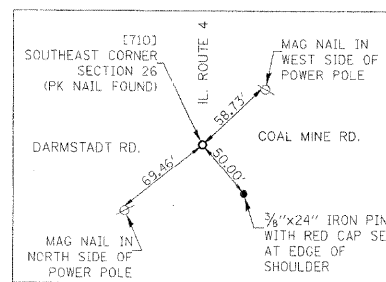 [710]
SOUTHEAST CORNER
SECTION 26
(PK NAIL FOUND)
IL. ROUTE 4
MAG NAIL IN
WEST SIDE OF
POWER POLE
58.73'
COAL MINE RD.
DARMSTADT RD.
69.46'
50.00'
MAG NAIL IN
NORTH SIDE OF
POWER POLE
3/8"x24" IRON PIN
WITH RED CAP SE
AT EDGE OF
SHOULDER